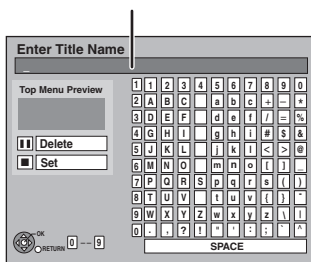 Enter Title Name
_
Top Menu Preview
Delete
Set
1 1 2 3 4 5 6 7 8 9 0
2 A B C a b c + − *
3 D E F d e f / = %
4 G H I g h i # $ &
5 J K L j k l < > @
6 M N O m n o [ ] _
7 P Q R S p q r s ( )
8 T U V t u v { } ~
9 W X Y Z w x y z \ |
0 . , ? ! " ' : ; ` ^
SPACE
OK
RETURN 0 -- 9